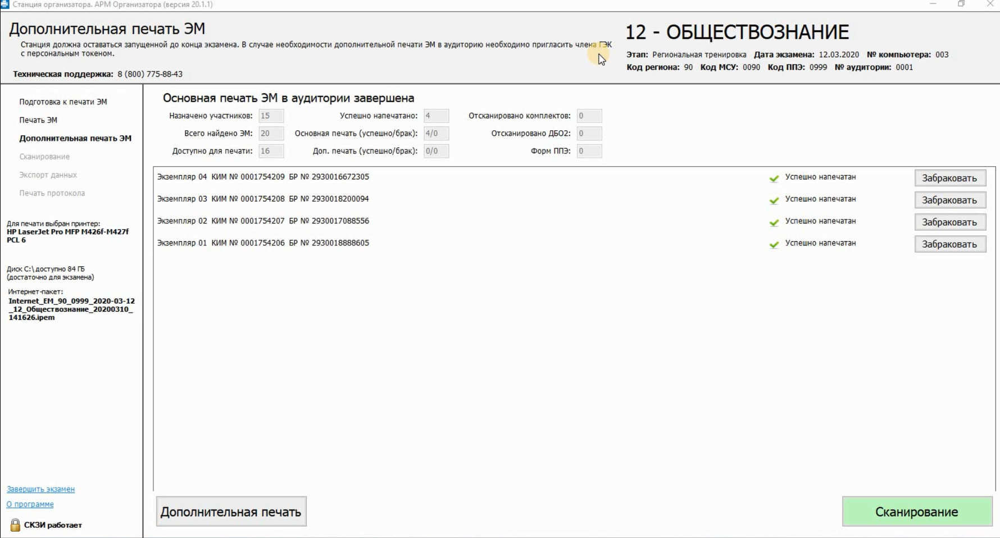 Станция организатора. АРМ Организатора (версия 20.1.1)
Дополнительная печать ЭМ
Станция должна оставаться запущенной до конца экзамена. В случае необходимости дополнительной печати ЭМ в аудиторию необходимо пригласить члена ГЭК
с персональным токеном.
Техническая поддержка: 8 (800) 775-88-43
12 - ОБЩЕСТВОЗНАНИЕ
Этап: Региональная тренировка Дата экзамена: 12.03.2020 № компьютера: 003
Код региона: 90 Код МСУ: 0090 Код ППЭ: 0999 № аудитории: 0001
Подготовка к печати ЭМ
Печать ЭМ
Дополнительная печать ЭМ
Сканирование
Экспорт данных
Печать протокола
Для печати выбран принтер:
HP LaserJet Pro MFP M426f-M427f
PCL 6
Диск C:\ доступно 84 ГБ
(достаточно для экзамена)
Интернет-пакет:
Internet_EM_90_0999_2020-03-12
_12_Обществознание_20200310_
141626.ipem
Завершить экзамен
О программе
СКЗИ работает
Основная печать ЭМ в аудитории завершена
Назначено участников: 15 Успешно напечатано: 4 Отсканировано комплектов: 0
Всего найдено ЭМ: 20 Основная печать (успешно/брак): 4/0 Отсканировано ДБО2: 0
Доступно для печати: 16 Доп. печать (успешно/брак): 0/0 Форм ППЭ: 0
Экземпляр 04 КИМ № 0001754209 БР № 2930016672305 Успешно напечатан Забраковать
Экземпляр 03 КИМ № 0001754208 БР № 2930018200094 Успешно напечатан Забраковать
Экземпляр 02 КИМ № 0001754207 БР № 2930017088556 Успешно напечатан Забраковать
Экземпляр 01 КИМ № 0001754206 БР № 2930018888605 Успешно напечатан Забраковать
Дополнительная печать Сканирование